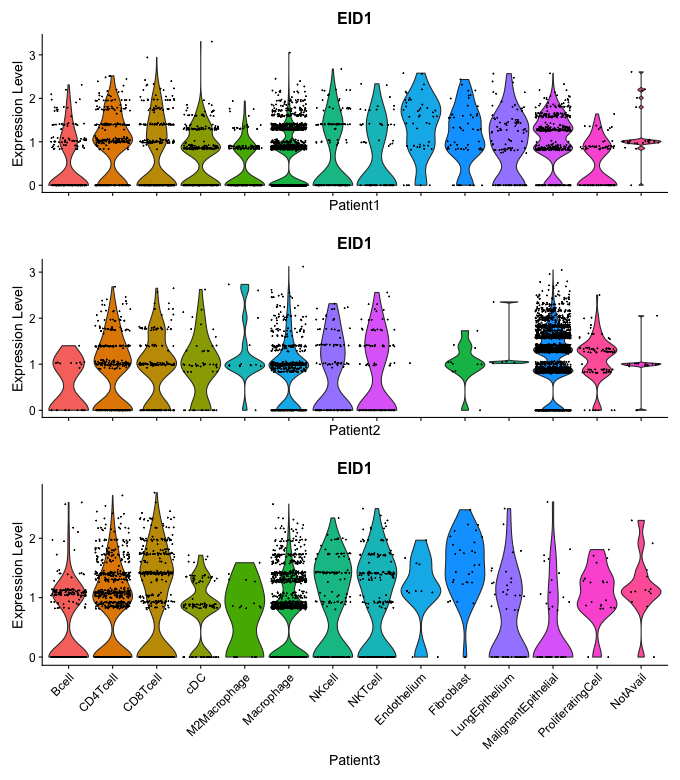 EID1
Expression Level
3
2
1
0
Patient1
EID1
Expression Level
3
2
1
0
Patient2
EID1
Expression Level
2
1
0
Bcell
CD4Tcell
CD8Tcell
cDC
M2Macrophage
Macrophage
NKcell
NKTcell
Endothelium
Fibroblast
LungEpithelium
MalignantEpithelial
ProliferatingCell
NotAvail
Patient3